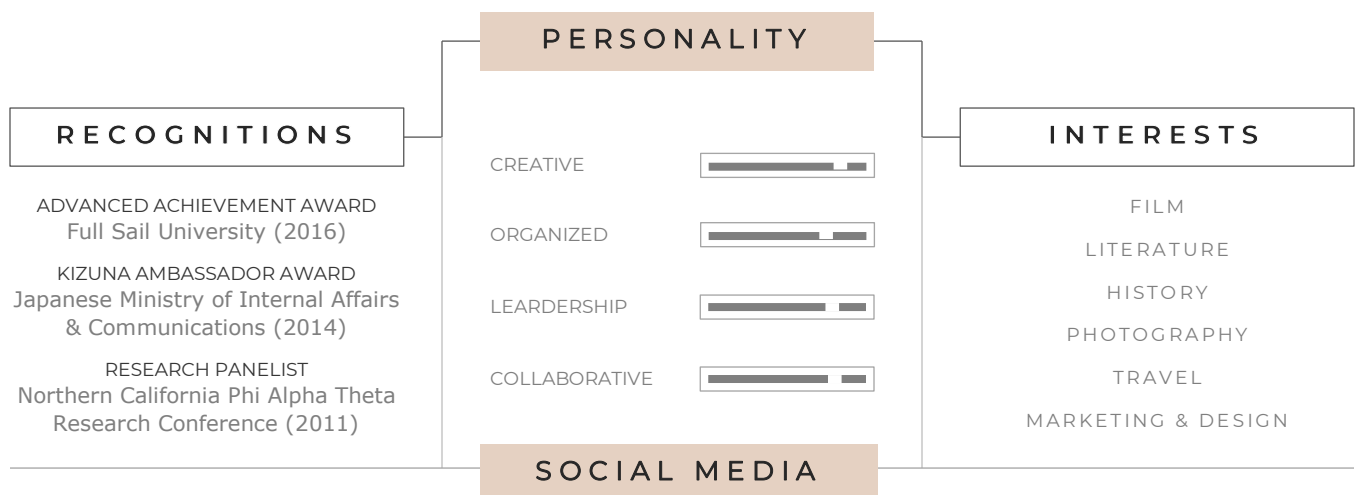 PERSONALITY
RECOGNITIONS
ADVANCED ACHIEVEMENT AWARD
Full Sail University (2016)
KIZUNA AMBASSADOR AWARD
Japanese Ministry of Internal Affairs
& Communications (2014)
RESEARCH PANELIST
Northern California Phi Alpha Theta
Research Conference (2011)
CREATIVE
ORGANIZED
LEARDERSHIP
COLLABORATIVE
INTERESTS
FILM
LITERATURE
HISTORY
PHOTOGRAPHY
TRAVEL
MARKETING & DESIGN
SOCIAL MEDIA